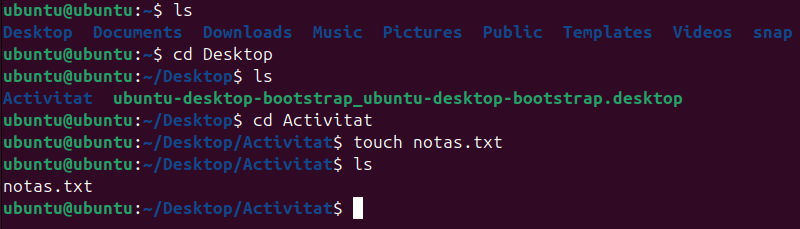 ubuntu@ubuntu:~$ ls
Desktop  Documents  Downloads  Music  Pictures  Public  Templates  Videos  snap
ubuntu@ubuntu:~$ cd Desktop
ubuntu@ubuntu:~/Desktop$ ls
Activitat  ubuntu-desktop-bootstrap_ubuntu-desktop-bootstrap.desktop
ubuntu@ubuntu:~/Desktop$ cd Activitat
ubuntu@ubuntu:~/Desktop/Activitat$ touch notas.txt
ubuntu@ubuntu:~/Desktop/Activitat$ ls
notas.txt
ubuntu@ubuntu:~/Desktop/Activitat$